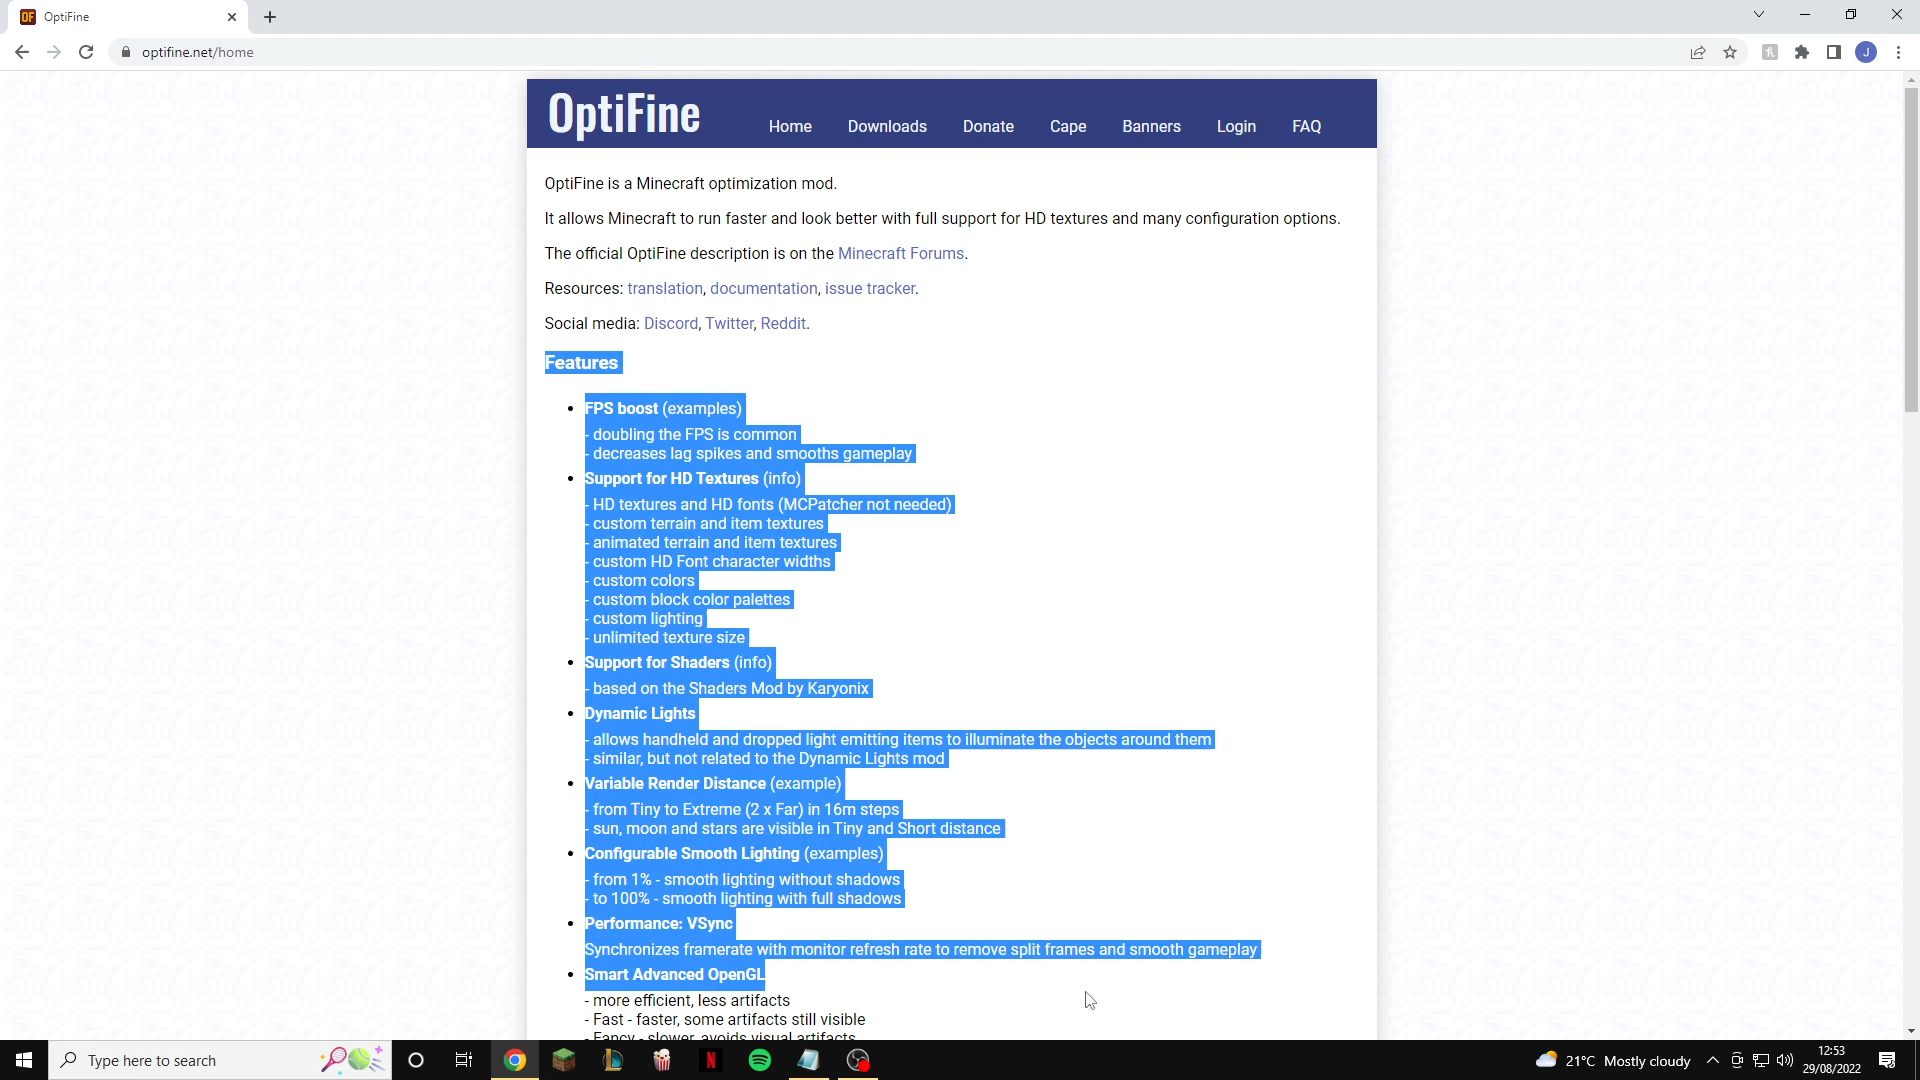 OptiFine
optifine.net/home
J
OptiFine
Home Downloads Donate Cape Banners Login FAQ
OptiFine is a Minecraft optimization mod.
It allows Minecraft to run faster and look better with full support for HD textures and many configuration options.
The official OptiFine description is on the Minecraft Forums.
Resources: translation, documentation, issue tracker.
Social media: Discord, Twitter, Reddit.
Features
• FPS boost (examples)
- doubling the FPS is common
- decreases lag spikes and smooths gameplay
• Support for HD Textures (info)
- HD textures and HD fonts (MCPatcher not needed)
- custom terrain and item textures
- animated terrain and item textures
- custom HD Font character widths
- custom colors
- custom block color palettes
- custom lighting
- unlimited texture size
• Support for Shaders (info)
- based on the Shaders Mod by Karyonix
• Dynamic Lights
- allows handheld and dropped light emitting items to illuminate the objects around them
- similar, but not related to the Dynamic Lights mod
• Variable Render Distance (example)
- from Tiny to Extreme (2 x Far) in 16m steps
- sun, moon and stars are visible in Tiny and Short distance
• Configurable Smooth Lighting (examples)
- from 1% - smooth lighting without shadows
- to 100% - smooth lighting with full shadows
• Performance: VSync
Synchronizes framerate with monitor refresh rate to remove split frames and smooth gameplay
• Smart Advanced OpenGL
- more efficient, less artifacts
- Fast - faster, some artifacts still visible
- Fancy - slower, avoids visual artifacts
Type here to search
21°C Mostly cloudy
12:53
29/08/2022